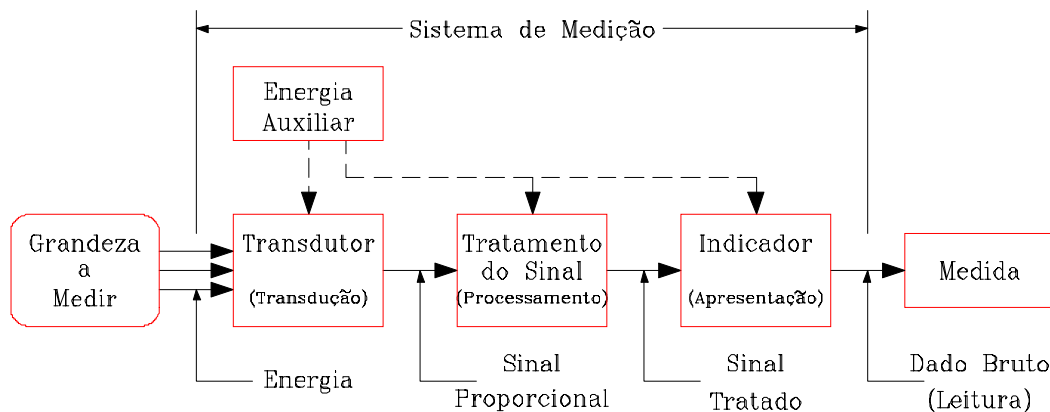 Sistema de Medição
Energia
Auxiliar
Grandeza
a
Medir
Transdutor
(Transdução)
Tratamento
do Sinal
(Processamento)
Indicador
(Apresentação)
Medida
Energia
Sinal
Proporcional
Sinal
Tratado
Dado Bruto
(Leitura)